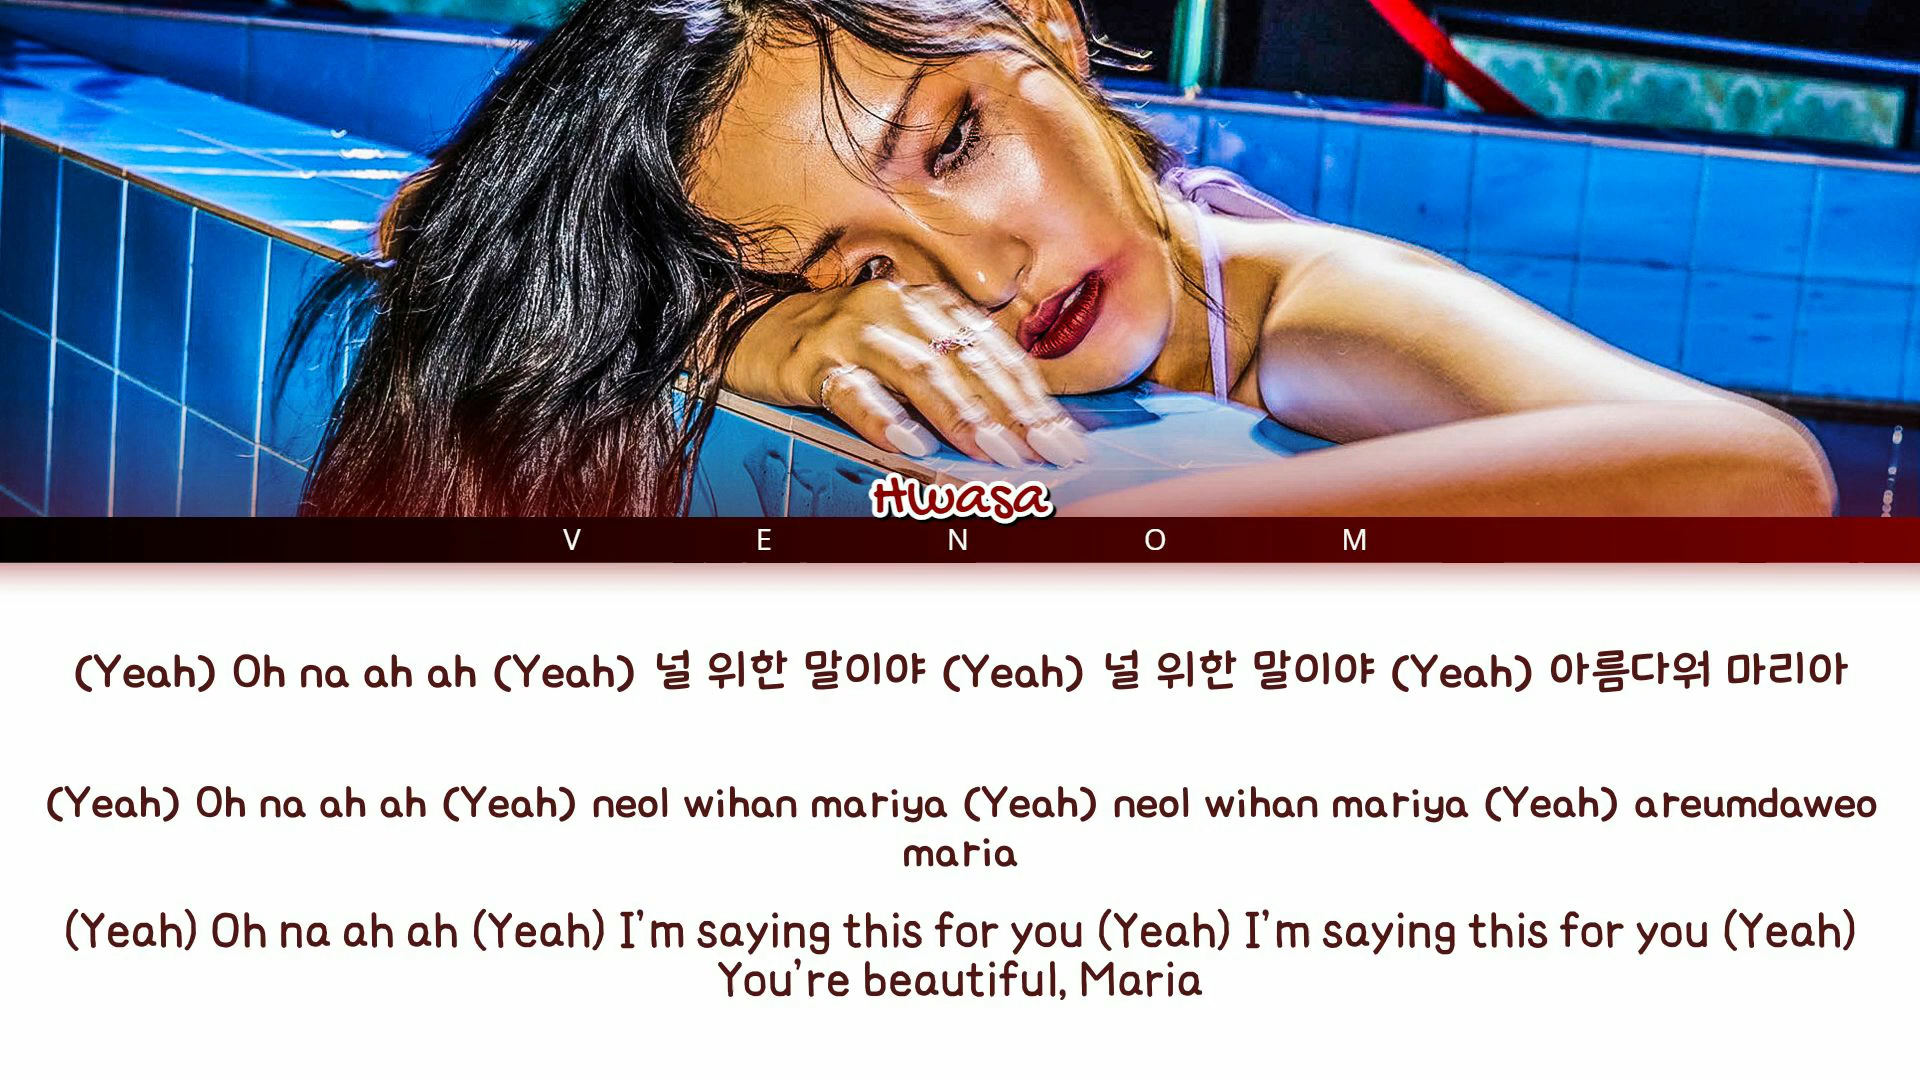 Hwasa
V E N O M
(Yeah) Oh na ah ah (Yeah) 널 위한 말이야 (Yeah) 널 위한 말이야 (Yeah) 아름다워 마리아
(Yeah) Oh na ah ah (Yeah) neol wihan mariya (Yeah) neol wihan mariya (Yeah) areumdaweo
maria
(Yeah) Oh na ah ah (Yeah) I'm saying this for you (Yeah) I'm saying this for you (Yeah)
You're beautiful, Maria